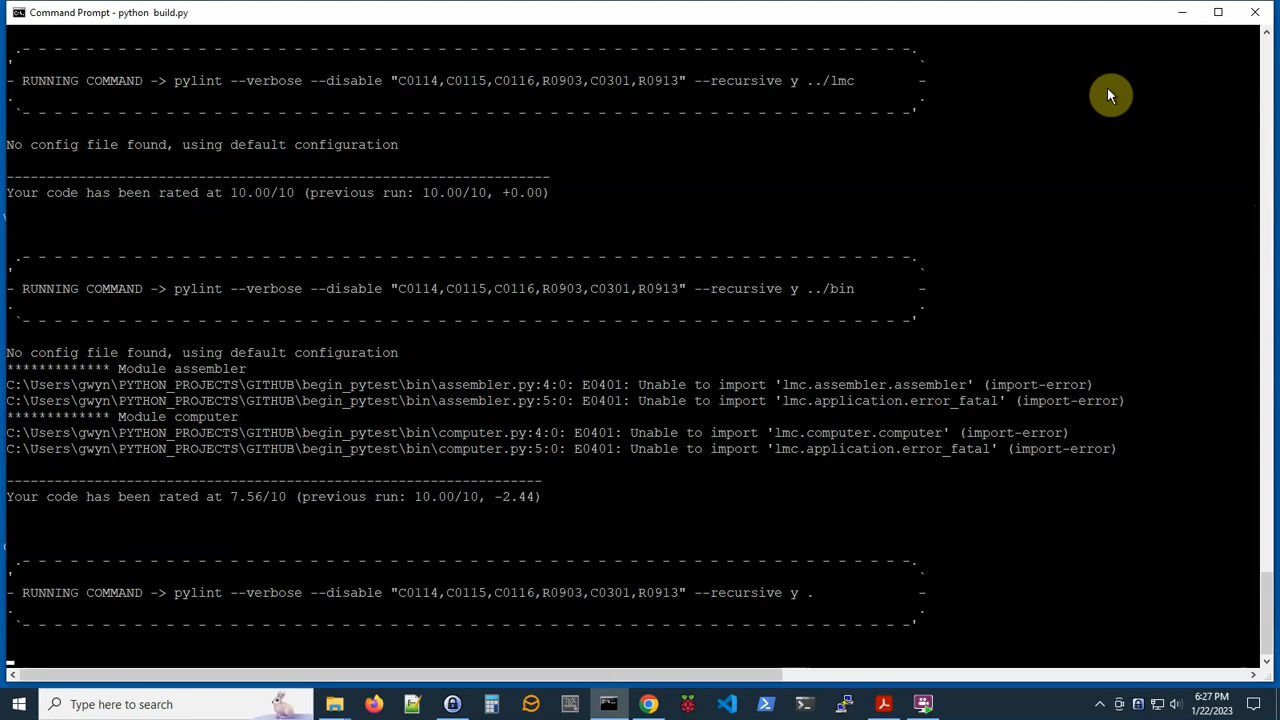 Command Prompt - python build.py
.- - - - - - - - - - - - - - - - - - - - - - - - - - - - - - - - - - - - - - - - - - - - - - - - - - - - - - - - -.
- RUNNING COMMAND -> pylint --verbose --disable "C0114,C0115,C0116,R0903,C0301,R0913" --recursive y ../lmc -
`- - - - - - - - - - - - - - - - - - - - - - - - - - - - - - - - - - - - - - - - - - - - - - - - - - - - - - - - -'
No config file found, using default configuration
--------------------------------------------------------------------
Your code has been rated at 10.00/10 (previous run: 10.00/10, +0.00)
.- - - - - - - - - - - - - - - - - - - - - - - - - - - - - - - - - - - - - - - - - - - - - - - - - - - - - - - - -.
- RUNNING COMMAND -> pylint --verbose --disable "C0114,C0115,C0116,R0903,C0301,R0913" --recursive y ../bin -
`- - - - - - - - - - - - - - - - - - - - - - - - - - - - - - - - - - - - - - - - - - - - - - - - - - - - - - - - -'
No config file found, using default configuration
************* Module assembler
C:\Users\gwyn\PYTHON_PROJECTS\GITHUB\begin_pytest\bin\assembler.py:4:0: E0401: Unable to import 'lmc.assembler.assembler' (import-error)
C:\Users\gwyn\PYTHON_PROJECTS\GITHUB\begin_pytest\bin\assembler.py:5:0: E0401: Unable to import 'lmc.application.error_fatal' (import-error)
************* Module computer
C:\Users\gwyn\PYTHON_PROJECTS\GITHUB\begin_pytest\bin\computer.py:4:0: E0401: Unable to import 'lmc.computer.computer' (import-error)
C:\Users\gwyn\PYTHON_PROJECTS\GITHUB\begin_pytest\bin\computer.py:5:0: E0401: Unable to import 'lmc.application.error_fatal' (import-error)
-------------------------------------------------------------------
Your code has been rated at 7.56/10 (previous run: 10.00/10, -2.44)
.- - - - - - - - - - - - - - - - - - - - - - - - - - - - - - - - - - - - - - - - - - - - - - - - - - - - - - - - -.
- RUNNING COMMAND -> pylint --verbose --disable "C0114,C0115,C0116,R0903,C0301,R0913" --recursive y . -
`- - - - - - - - - - - - - - - - - - - - - - - - - - - - - - - - - - - - - - - - - - - - - - - - - - - - - - - - -'
Type here to search
6:27 PM
1/22/2023